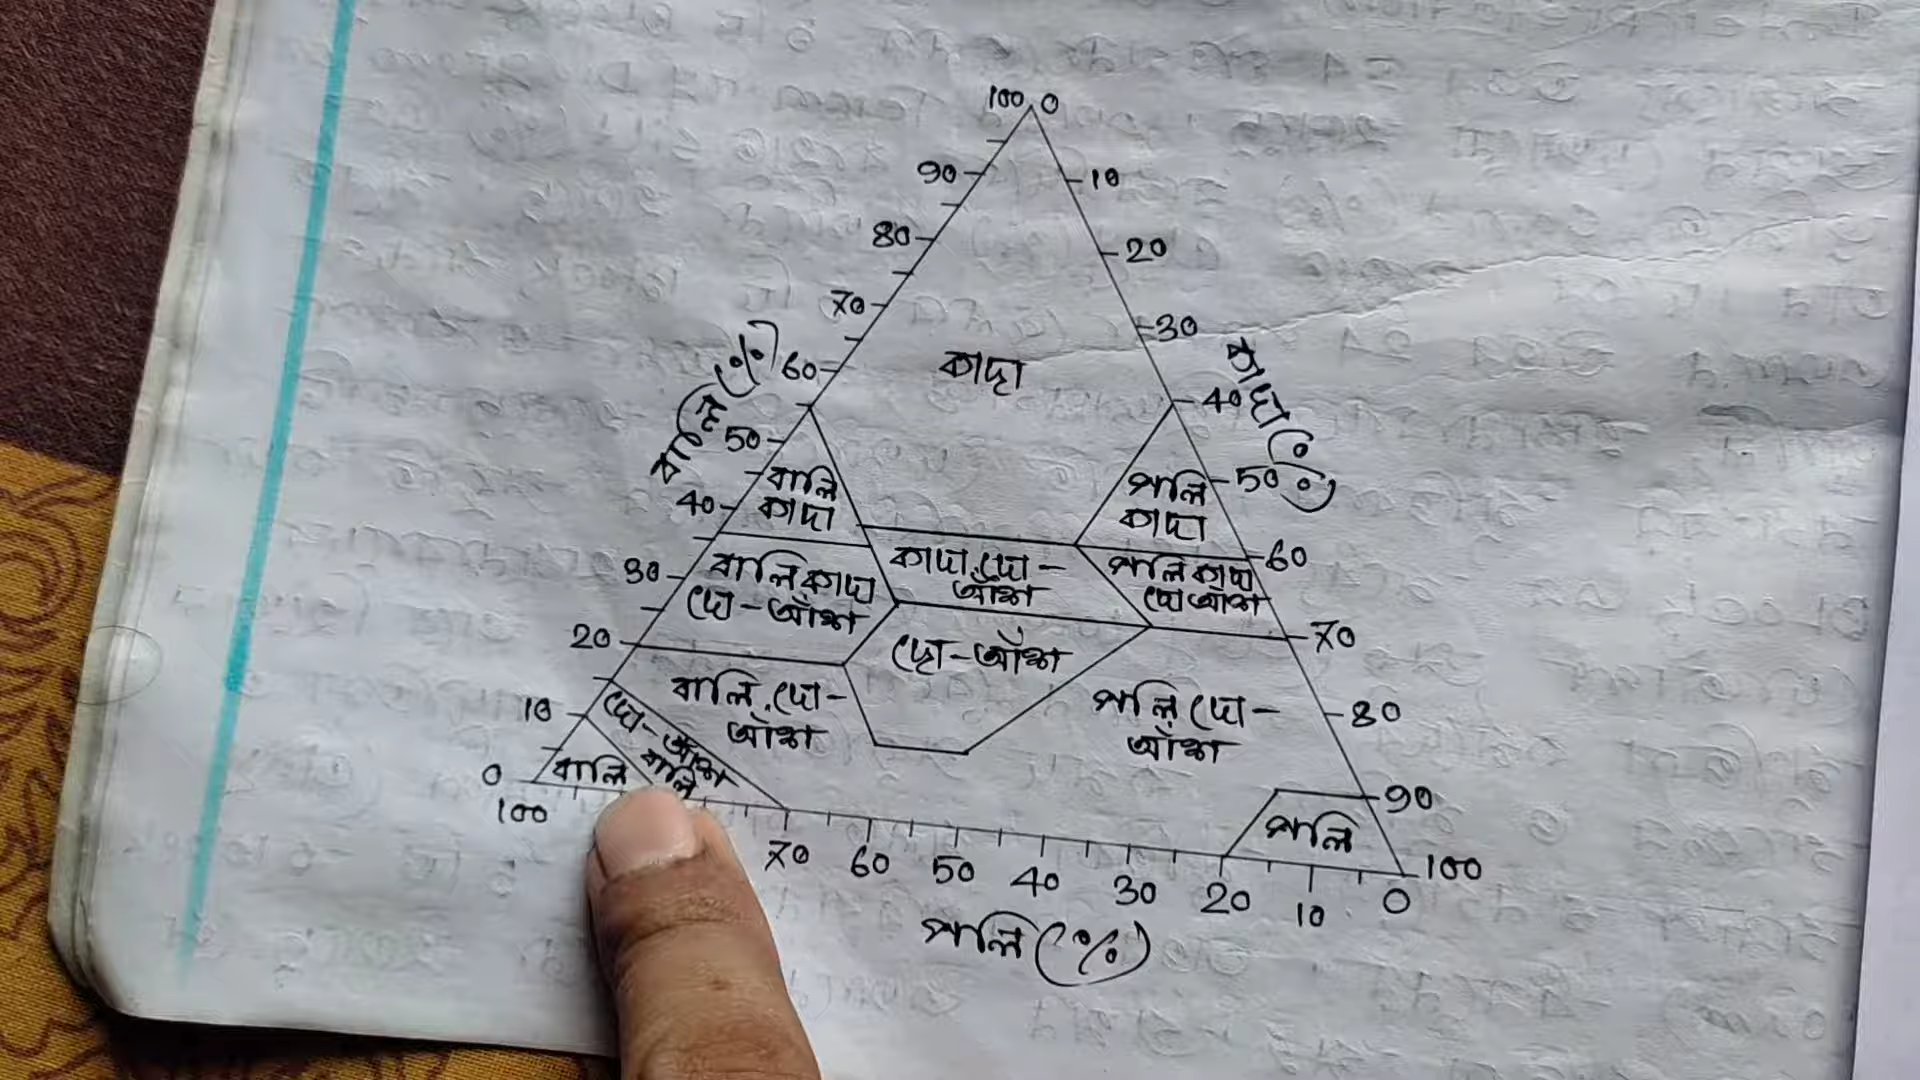 100 0
90
10
80
20
70
30
বালি (%)
60
কাদা
কাদা (%)
40
50
বালি
কাদা
পলি
কাদা
50
40
30
বালি কাদা
দো-আঁশ
কাদা দো-
আঁশ
পলি কাদা
দো আঁশ
60
20
দো-আঁশ
70
বালি দো-
আঁশ
পলি দো-
আঁশ
80
10
দো-আঁশ
বালি
বালি
0
100
পলি
90
100
70 60 50 40 30 20 10 0
পলি (%)